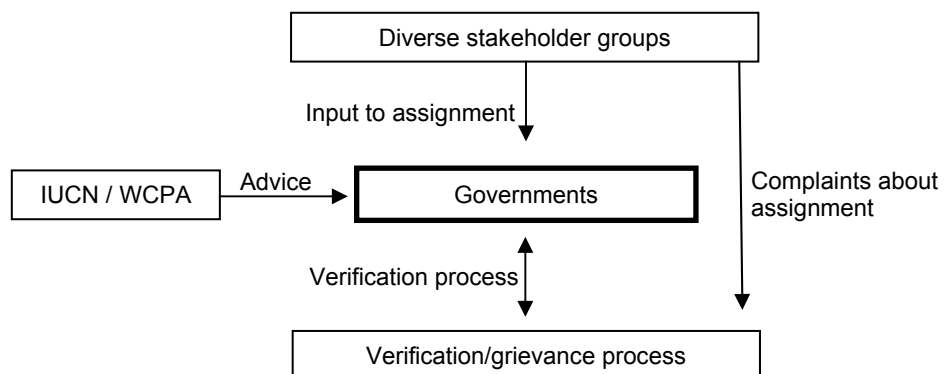 Diverse stakeholder groups
Input to assignment
IUCN / WCPA
Advice
Governments
Complaints about
assignment
Verification process
Verification/grievance process